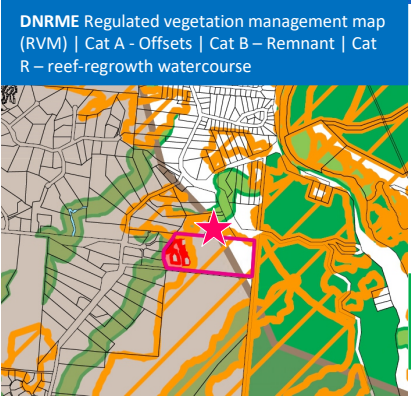 DNRME Regulated vegetation management map
(RVM) | Cat A - Offsets | Cat B – Remnant | Cat
R – reef-regrowth watercourse